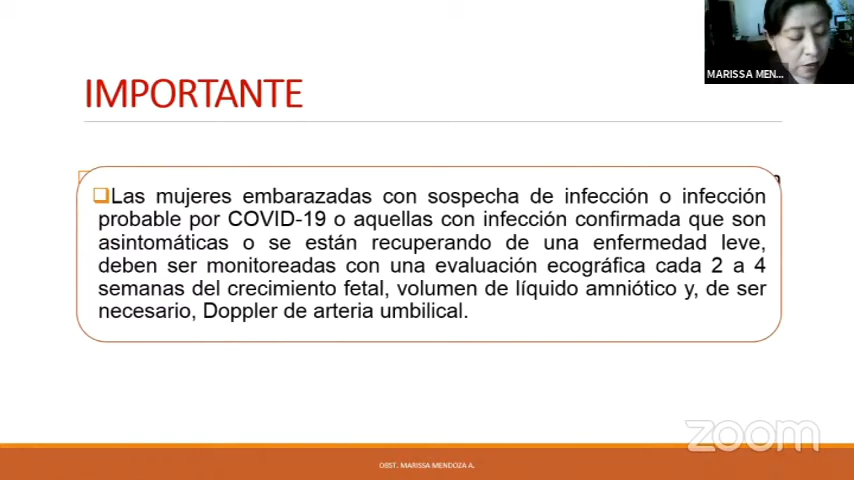 MARISSA MEN...
IMPORTANTE
Las mujeres embarazadas con sospecha de infección o infección
probable por COVID-19 o aquellas con infección confirmada que son
asintomáticas o se están recuperando de una enfermedad leve,
deben ser monitoreadas con una evaluación ecográfica cada 2 a 4
semanas del crecimiento fetal, volumen de líquido amniótico y, de ser
necesario, Doppler de arteria umbilical.
zoom
OBST. MARISSA MENDOZA A.